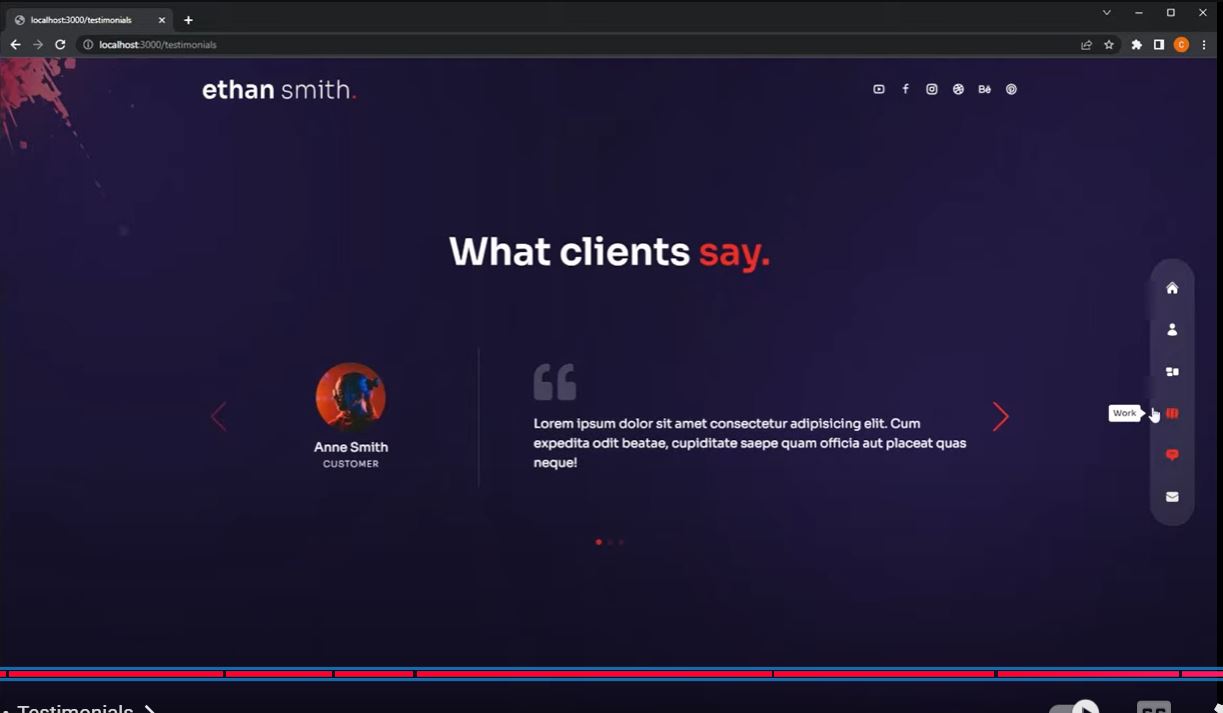 localhost:3000/testimonials
localhost:3000/testimonials
C
ethan smith.
Bē
What clients say.
Work
Lorem ipsum dolor sit amet consectetur adipisicing elit. Cum
expedita odit beatae, cupiditate saepe quam officia aut placeat quas
neque!
Anne Smith
CUSTOMER
Testimonials